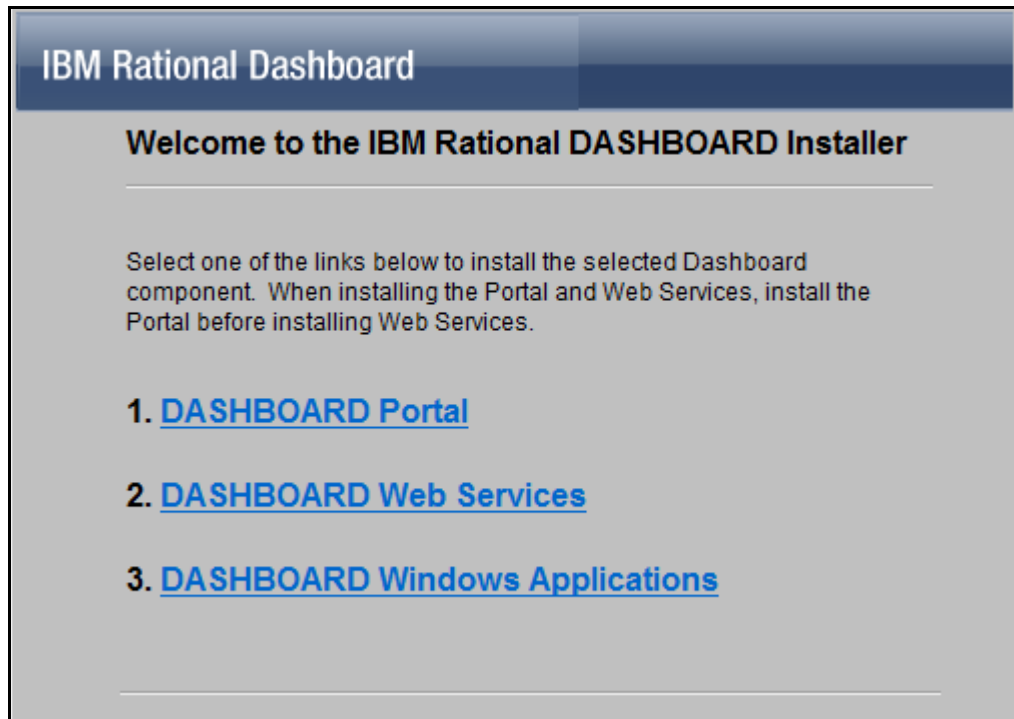 IBM Rational Dashboard
Welcome to the IBM Rational DASHBOARD Installer
Select one of the links below to install the selected Dashboard
component.  When installing the Portal and Web Services, install the
Portal before installing Web Services.
1. DASHBOARD Portal
2. DASHBOARD Web Services
3. DASHBOARD Windows Applications